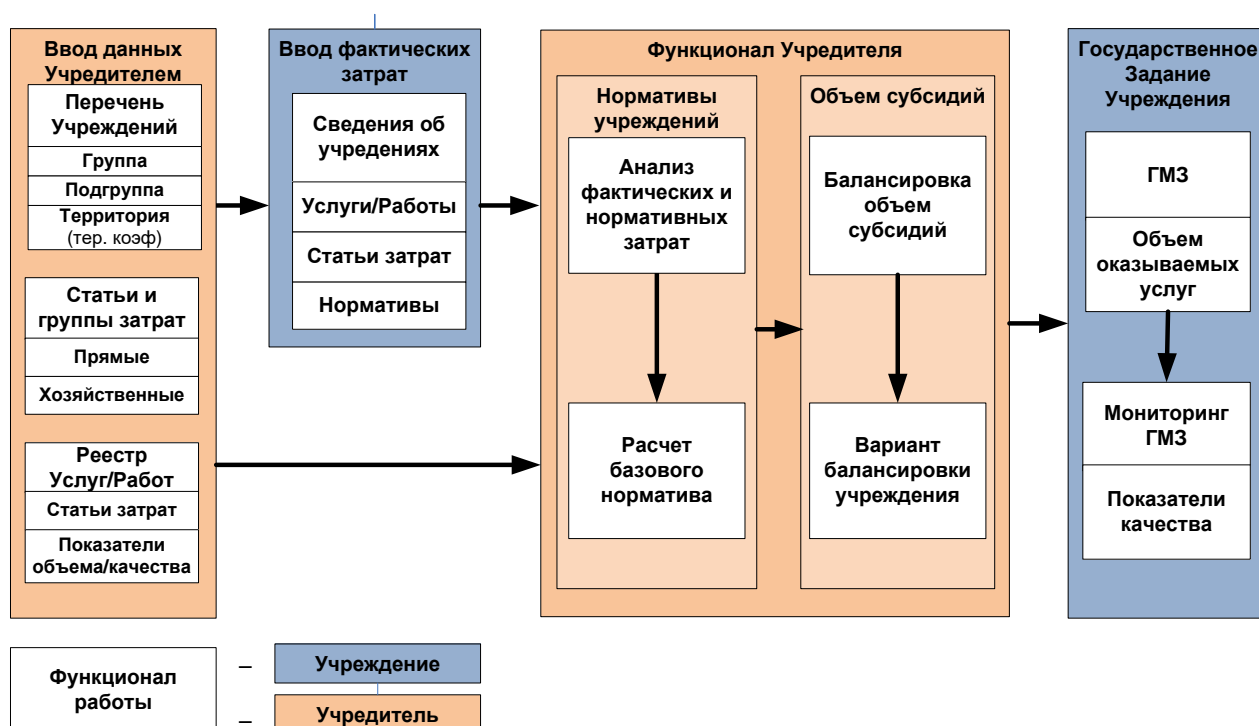 Ввод данных
Учредителем
Перечень
Учреждений
Группа
Подгруппа
Территория
(тер. коэф)
Статьи и
группы затрат
Прямые
Хозяйственные
Реестр
Услуг/Работ
Статьи затрат
Показатели
объема/качества
Ввод фактических
затрат
Сведения об
учредениях
Услуги/Работы
Статьи затрат
Нормативы
Функционал Учредителя
Нормативы
учреждений
Анализ
фактических и
нормативных
затрат
Расчет
базового
норматива
Объем субсидий
Балансировка
объем
субсидий
Вариант
балансировки
учреждения
Государственное
Задание
Учреждения
ГМЗ
Объем
оказываемых
услуг
Мониторинг
ГМЗ
Показатели
качества
Функционал
работы
– Учреждение
– Учредитель